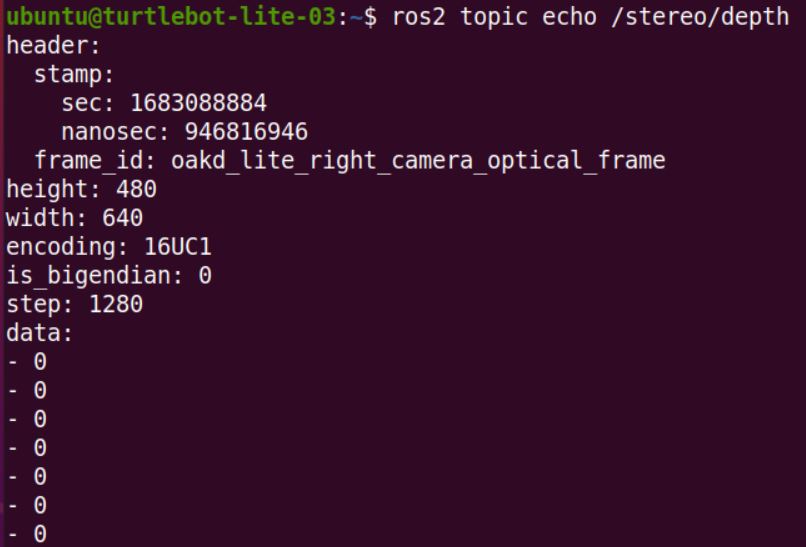 ubuntu@turtlebot-lite-03:~$ ros2 topic echo /stereo/depth
header:
  stamp:
    sec: 1683088884
    nanosec: 946816946
  frame_id: oakd_lite_right_camera_optical_frame
height: 480
width: 640
encoding: 16UC1
is_bigendian: 0
step: 1280
data:
- 0
- 0
- 0
- 0
- 0
- 0
- 0